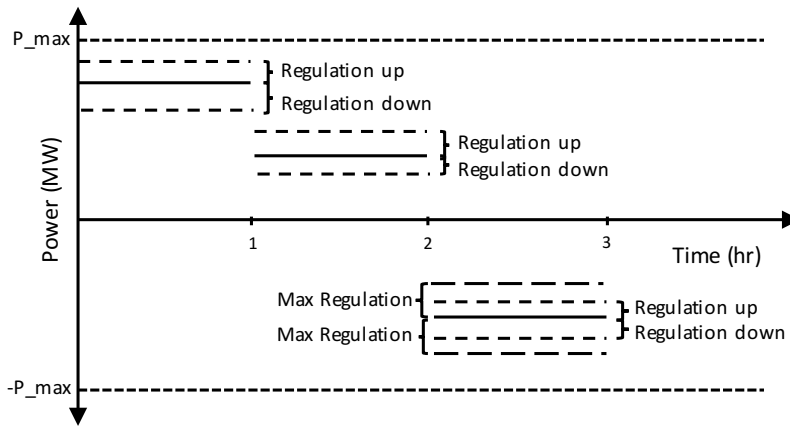 P_max
Regulation up
Regulation down
Regulation up
Regulation down
Power (MW)
1
2
3
Time (hr)
Max Regulation
Regulation up
Max Regulation
Regulation down
-P_max